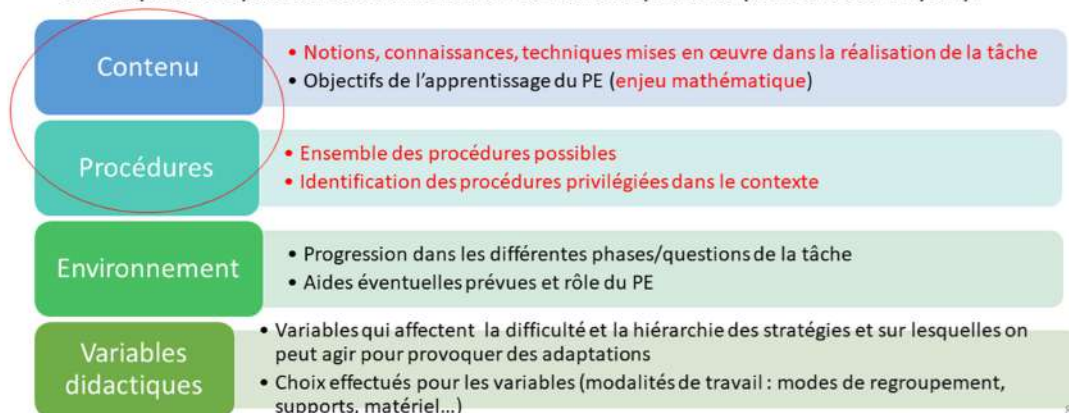 Contenu
• Notions, connaissances, techniques mises en œuvre dans la réalisation de la tâche
• Objectifs de l'apprentissage du PE (enjeu mathématique)
Procédures
• Ensemble des procédures possibles
• Identification des procédures privilégiées dans le contexte
Environnement
• Progression dans les différentes phases/questions de la tâche
• Aides éventuelles prévues et rôle du PE
Variables
didactiques
• Variables qui affectent la difficulté et la hiérarchie des stratégies et sur lesquelles on
peut agir pour provoquer des adaptations
• Choix effectués pour les variables (modalités de travail : modes de regroupement,
supports, matériel...)